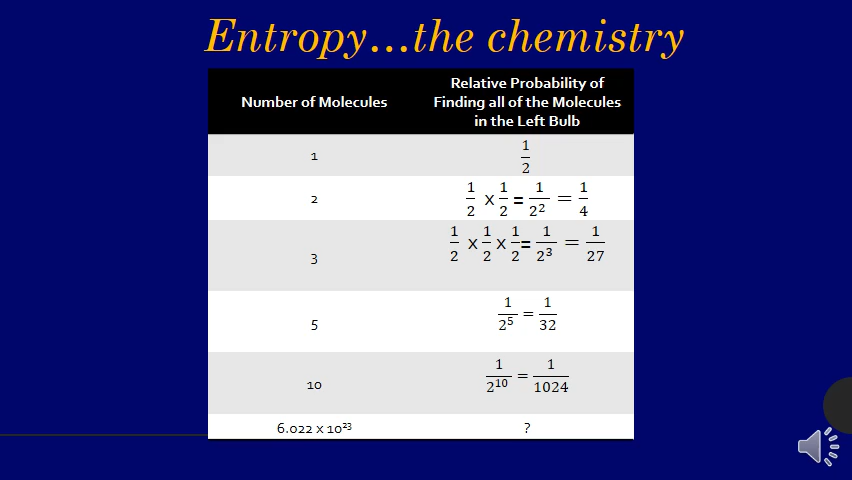 Entropy...the chemistry
Number of Molecules
Relative Probability of
Finding all of the Molecules
in the Left Bulb
1
1/2
2
1/2 x 1/2 = 1/2² = 1/4
3
1/2 x 1/2 x 1/2 = 1/2³ = 1/27
5
1/2⁵ = 1/32
10
1/2¹⁰ = 1/1024
6.022 x 10²³
?